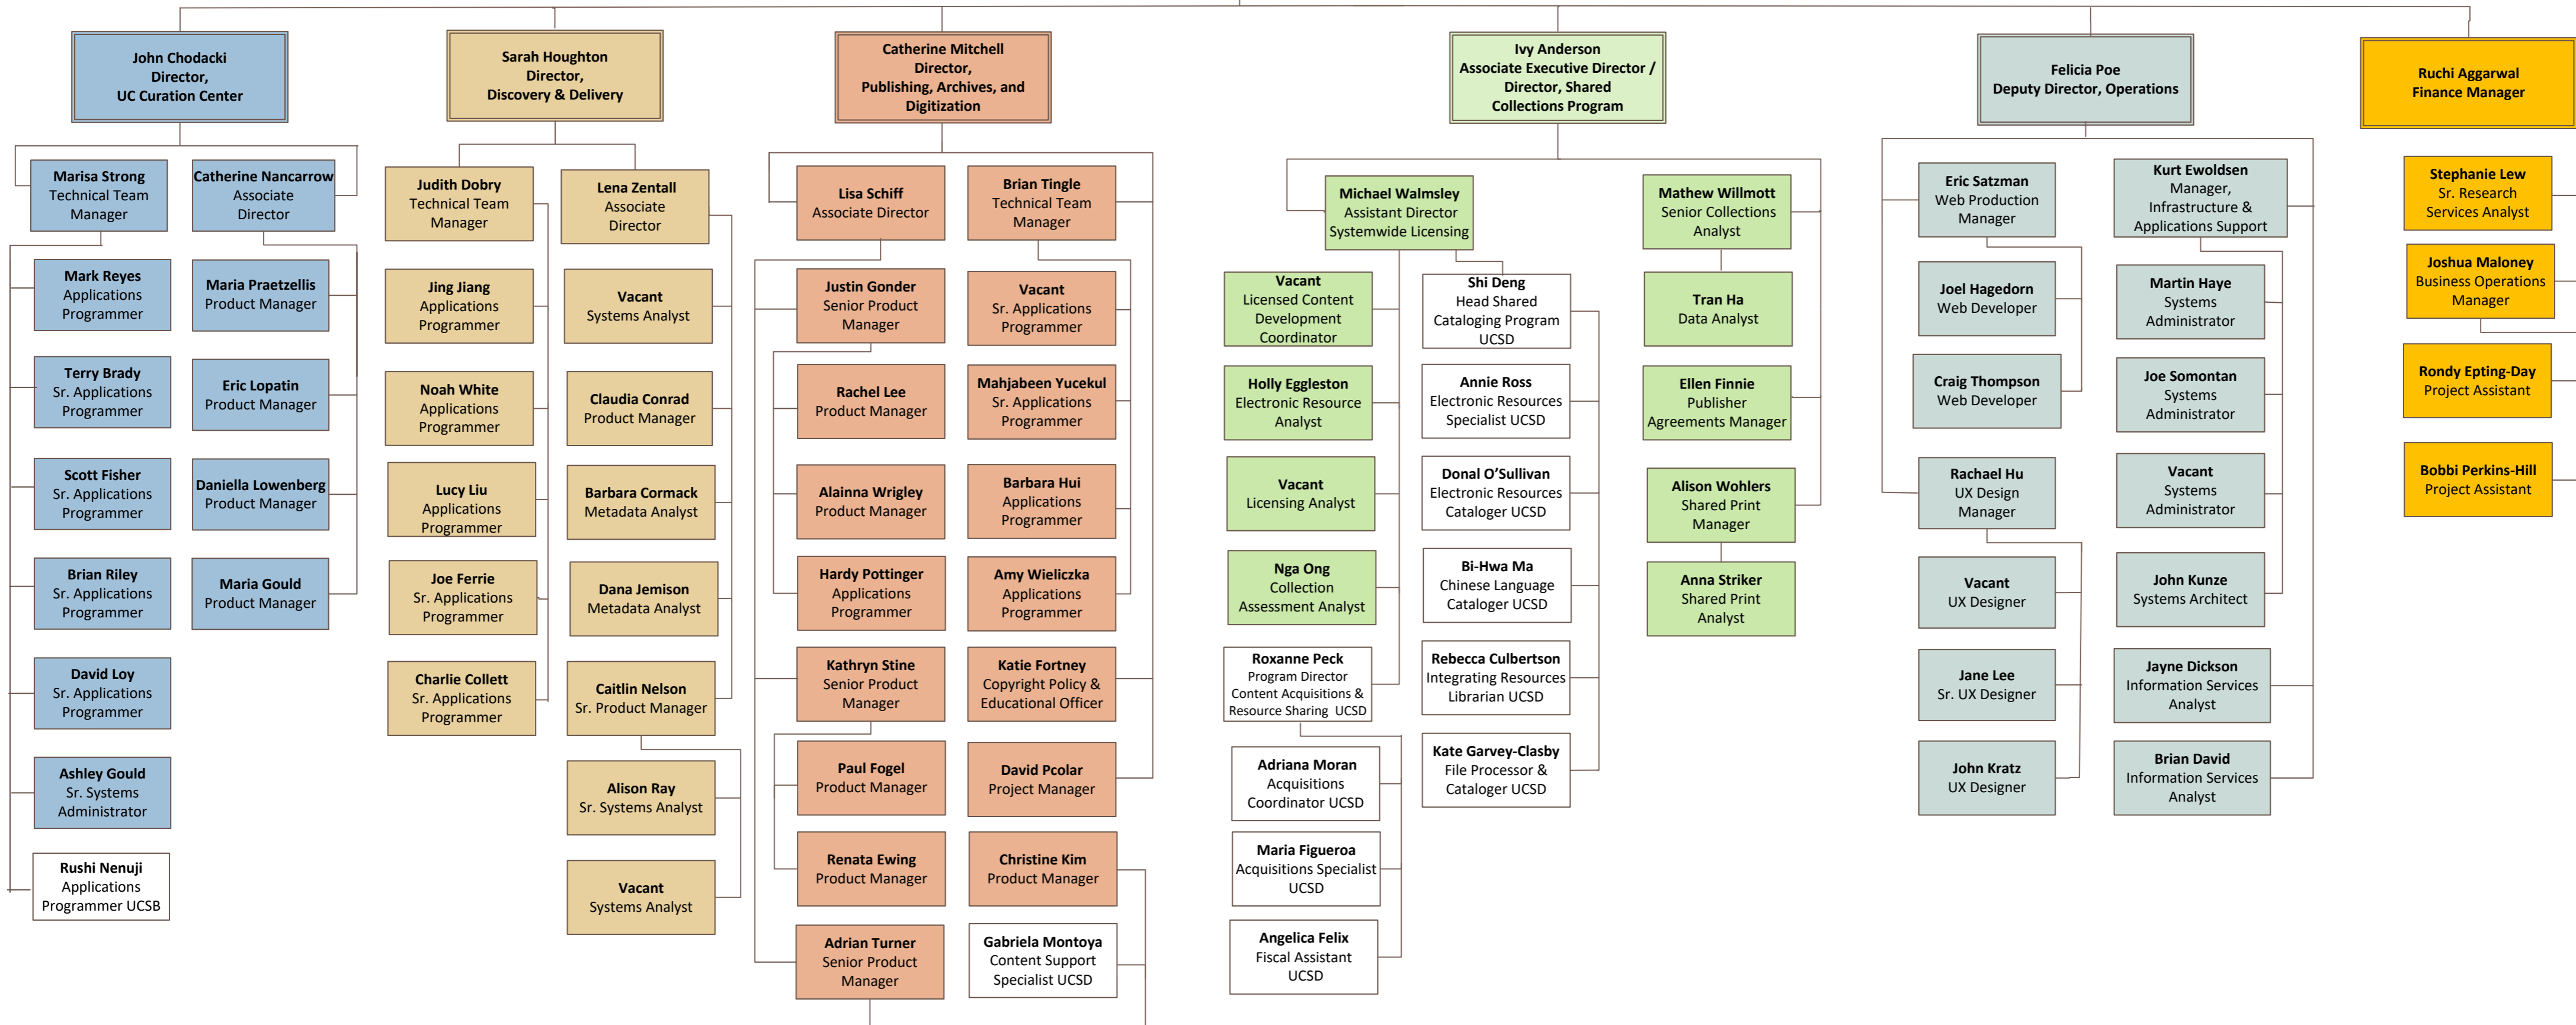 John Chodacki
Director,
UC Curation Center
Marisa Strong
Technical Team
Manager
Catherine Nancarrow
Associate
Director
Mark Reyes
Applications
Programmer
Maria Praetzellis
Product Manager
Terry Brady
Sr. Applications
Programmer
Eric Lopatin
Product Manager
Scott Fisher
Sr. Applications
Programmer
Daniella Lowenberg
Product Manager
Brian Riley
Sr. Applications
Programmer
Maria Gould
Product Manager
David Loy
Sr. Applications
Programmer
Ashley Gould
Sr. Systems
Administrator
Rushi Nenuji
Applications
Programmer UCSB
Sarah Houghton
Director,
Discovery & Delivery
Judith Dobry
Technical Team
Manager
Lena Zentall
Associate
Director
Jing Jiang
Applications
Programmer
Vacant
Systems Analyst
Noah White
Applications
Programmer
Claudia Conrad
Product Manager
Lucy Liu
Applications
Programmer
Barbara Cormack
Metadata Analyst
Joe Ferrie
Sr. Applications
Programmer
Dana Jemison
Metadata Analyst
Charlie Collett
Sr. Applications
Programmer
Caitlin Nelson
Sr. Product Manager
Alison Ray
Sr. Systems Analyst
Vacant
Systems Analyst
Catherine Mitchell
Director,
Publishing, Archives, and
Digitization
Lisa Schiff
Associate Director
Brian Tingle
Technical Team
Manager
Justin Gonder
Senior Product
Manager
Vacant
Sr. Applications
Programmer
Rachel Lee
Product Manager
Mahjabeen Yucekul
Sr. Applications
Programmer
Alainna Wrigley
Product Manager
Barbara Hui
Applications
Programmer
Hardy Pottinger
Applications
Programmer
Amy Wieliczka
Applications
Programmer
Kathryn Stine
Senior Product
Manager
Katie Fortney
Copyright Policy &
Educational Officer
Paul Fogel
Product Manager
David Pcolar
Project Manager
Renata Ewing
Product Manager
Christine Kim
Product Manager
Adrian Turner
Senior Product
Manager
Gabriela Montoya
Content Support
Specialist UCSD
Ivy Anderson
Associate Executive Director /
Director, Shared
Collections Program
Michael Walmsley
Assistant Director
Systemwide Licensing
Mathew Willmott
Senior Collections
Analyst
Vacant
Licensed Content
Development
Coordinator
Shi Deng
Head Shared
Cataloging Program
UCSD
Tran Ha
Data Analyst
Holly Eggleston
Electronic Resource
Analyst
Annie Ross
Electronic Resources
Specialist UCSD
Ellen Finnie
Publisher
Agreements Manager
Vacant
Licensing Analyst
Donal O’Sullivan
Electronic Resources
Cataloger UCSD
Alison Wohlers
Shared Print
Manager
Nga Ong
Collection
Assessment Analyst
Bi-Hwa Ma
Chinese Language
Cataloger UCSD
Anna Striker
Shared Print
Analyst
Roxanne Peck
Program Director
Content Acquisitions &
Resource Sharing UCSD
Rebecca Culbertson
Integrating Resources
Librarian UCSD
Adriana Moran
Acquisitions
Coordinator UCSD
Kate Garvey-Clasby
File Processor &
Cataloger UCSD
Maria Figueroa
Acquisitions Specialist
UCSD
Angelica Felix
Fiscal Assistant
UCSD
Felicia Poe
Deputy Director, Operations
Eric Satzman
Web Production
Manager
Kurt Ewoldsen
Manager,
Infrastructure &
Applications Support
Joel Hagedorn
Web Developer
Martin Haye
Systems
Administrator
Craig Thompson
Web Developer
Joe Somontan
Systems
Administrator
Rachael Hu
UX Design
Manager
Vacant
Systems
Administrator
Vacant
UX Designer
John Kunze
Systems Architect
Jane Lee
Sr. UX Designer
Jayne Dickson
Information Services
Analyst
John Kratz
UX Designer
Brian David
Information Services
Analyst
Ruchi Aggarwal
Finance Manager
Stephanie Lew
Sr. Research
Services Analyst
Joshua Maloney
Business Operations
Manager
Rondy Epting-Day
Project Assistant
Bobbi Perkins-Hill
Project Assistant